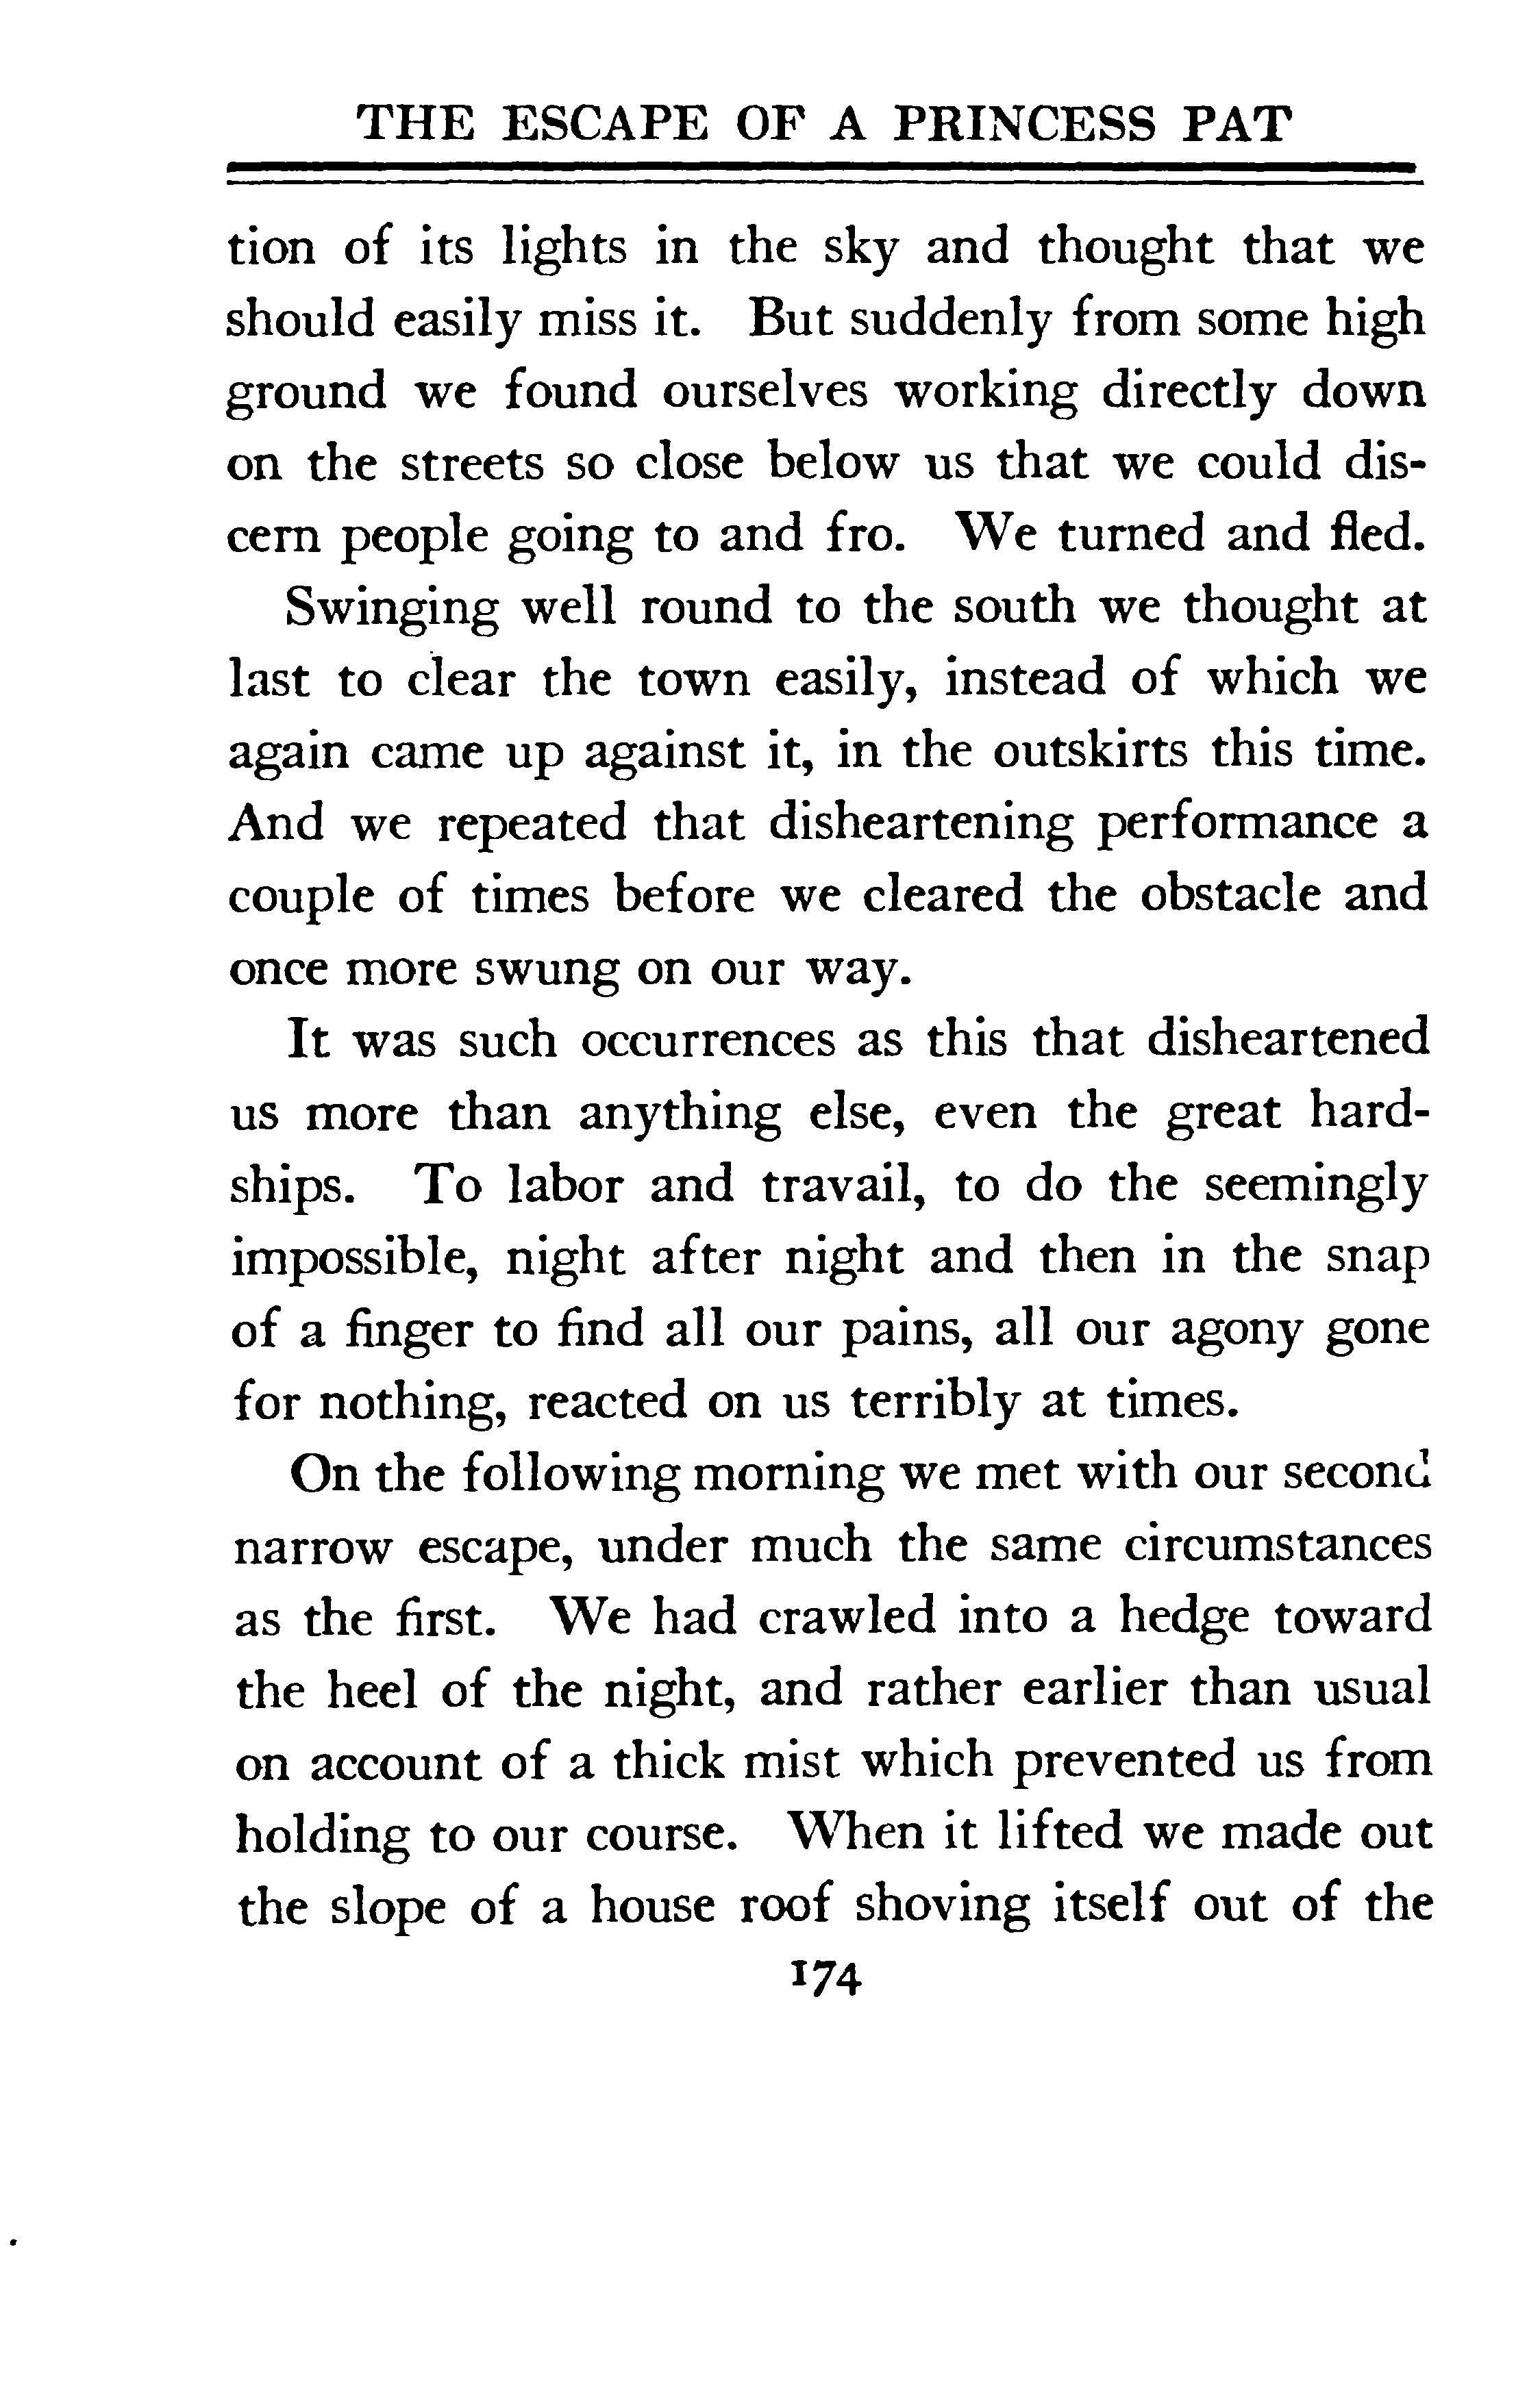 THE ESCAPE OF A PRINCESS PAT
tion of its lights in the sky and thought that we
should easily miss it. But suddenly from some high
ground we found ourselves working directly down
on the streets so close below us that we could dis-
cern people going to and fro. We turned and fled.
Swinging well round to the south we thought at
last to clear the town easily, instead of which we
again came up against it, in the outskirts this time.
And we repeated that disheartening performance a
couple of times before we cleared the obstacle and
once more swung on our way.
It was such occurrences as this that disheartened
us more than anything else, even the great hard-
ships. To labor and travail, to do the seemingly
impossible, night after night and then in the snap
of a finger to find all our pains, all our agony gone
for nothing, reacted on us terribly at times.
On the following morning we met with our second
narrow escape, under much the same circumstances
as the first. We had crawled into a hedge toward
the heel of the night, and rather earlier than usual
on account of a thick mist which prevented us from
holding to our course. When it lifted we made out
the slope of a house roof shoving itself out of the
174